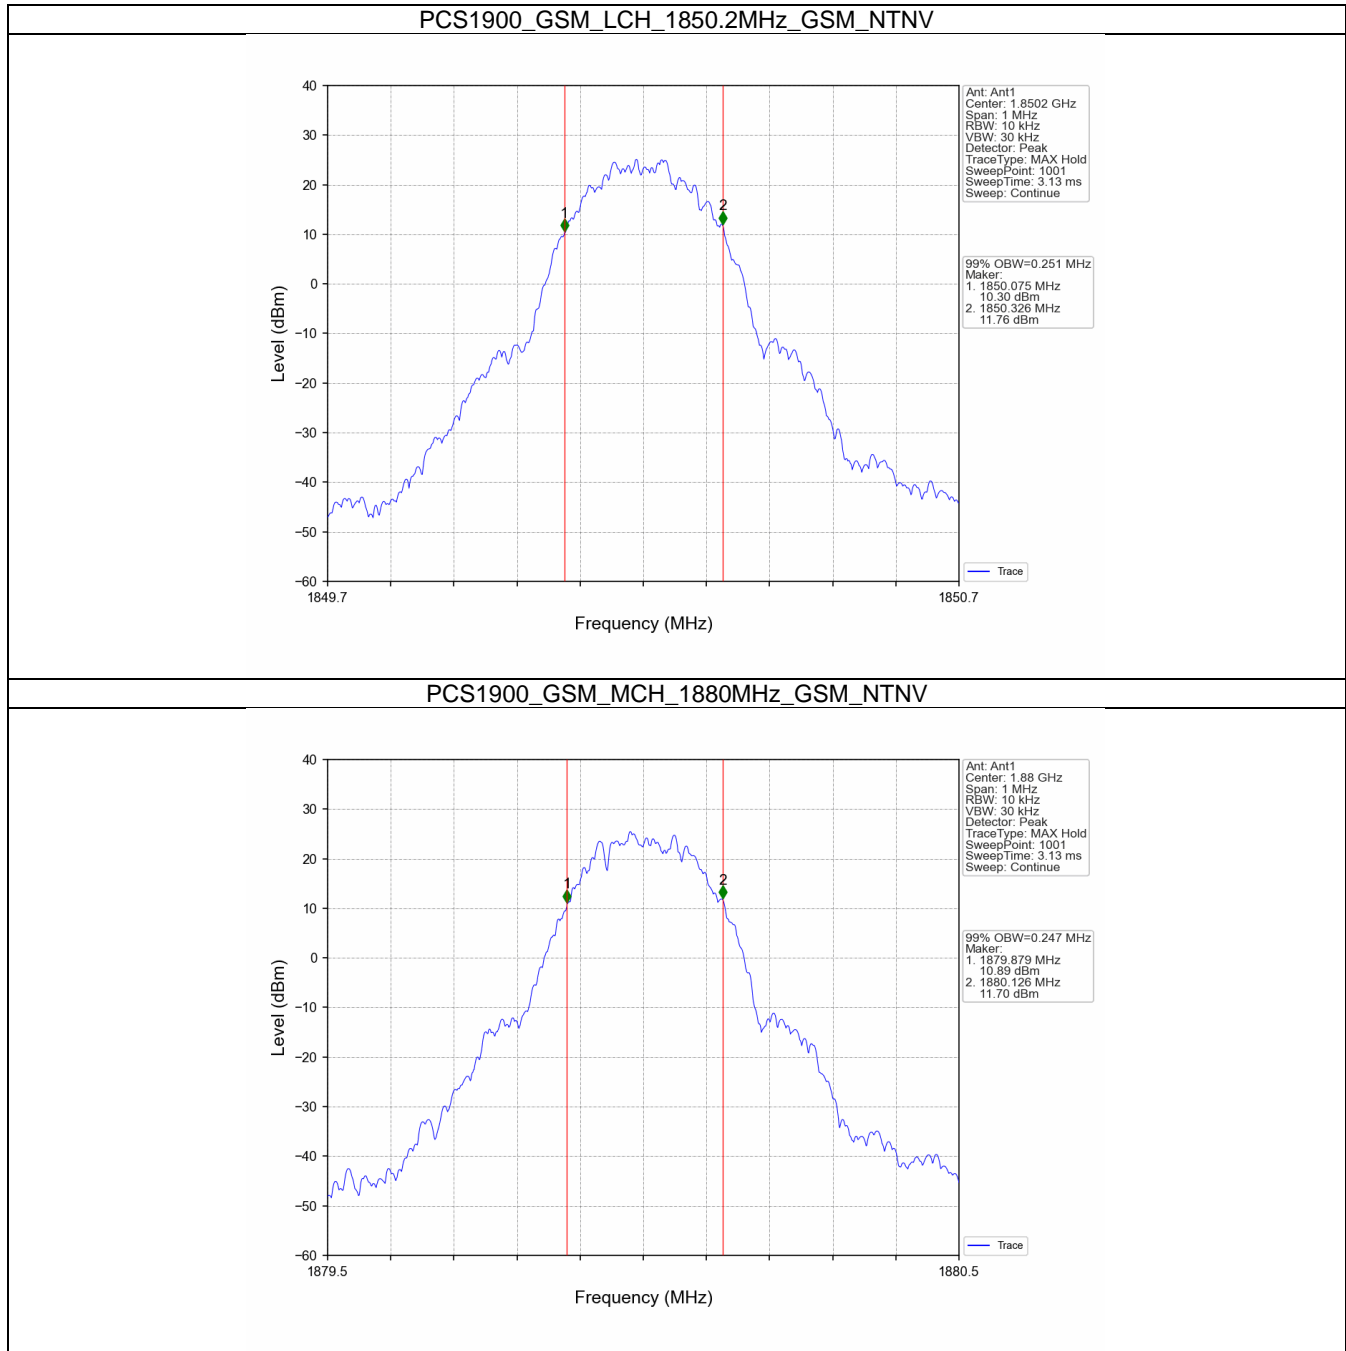 PCS1900_GSM_LCH_1850.2MHz_GSM_NTNV
40
30
20
10
0
−10
−20
−30
−40
−50
−60
Level (dBm)
1
2
1849.7
1850.7
Frequency (MHz)
Ant: Ant1
Center: 1.8502 GHz
Span: 1 MHz
RBW: 10 kHz
VBW: 30 kHz
Detector: Peak
TraceType: MAX Hold
SweepPoint: 1001
SweepTime: 3.13 ms
Sweep: Continue
99% OBW=0.251 MHz
Maker:
1. 1850.075 MHz
10.30 dBm
2. 1850.326 MHz
11.76 dBm
Trace
PCS1900_GSM_MCH_1880MHz_GSM_NTNV
40
30
20
10
0
−10
−20
−30
−40
−50
−60
Level (dBm)
1
2
1879.5
1880.5
Frequency (MHz)
Ant: Ant1
Center: 1.88 GHz
Span: 1 MHz
RBW: 10 kHz
VBW: 30 kHz
Detector: Peak
TraceType: MAX Hold
SweepPoint: 1001
SweepTime: 3.13 ms
Sweep: Continue
99% OBW=0.247 MHz
Maker:
1. 1879.879 MHz
10.89 dBm
2. 1880.126 MHz
11.70 dBm
Trace